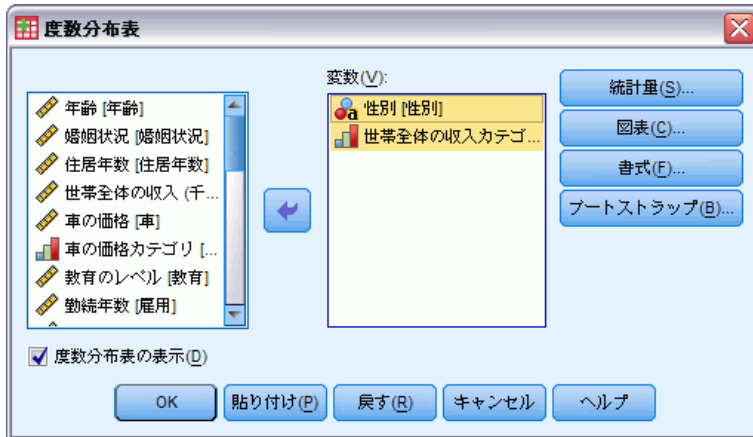 度数分布表
変数(V):
年齢 [年齢]
婚姻状況 [婚姻状況]
住居年数 [住居年数]
世帯全体の収入 (千...
車の価格 [車]
車の価格カテゴリ [...
教育のレベル [教育]
勤続年数 [雇用]
性別 [性別]
世帯全体の収入カテゴ...
統計量(S)...
図表(C)...
書式(F)...
ブートストラップ(B)...
度数分布表の表示(D)
OK
貼り付け(P)
戻す(R)
キャンセル
ヘルプ